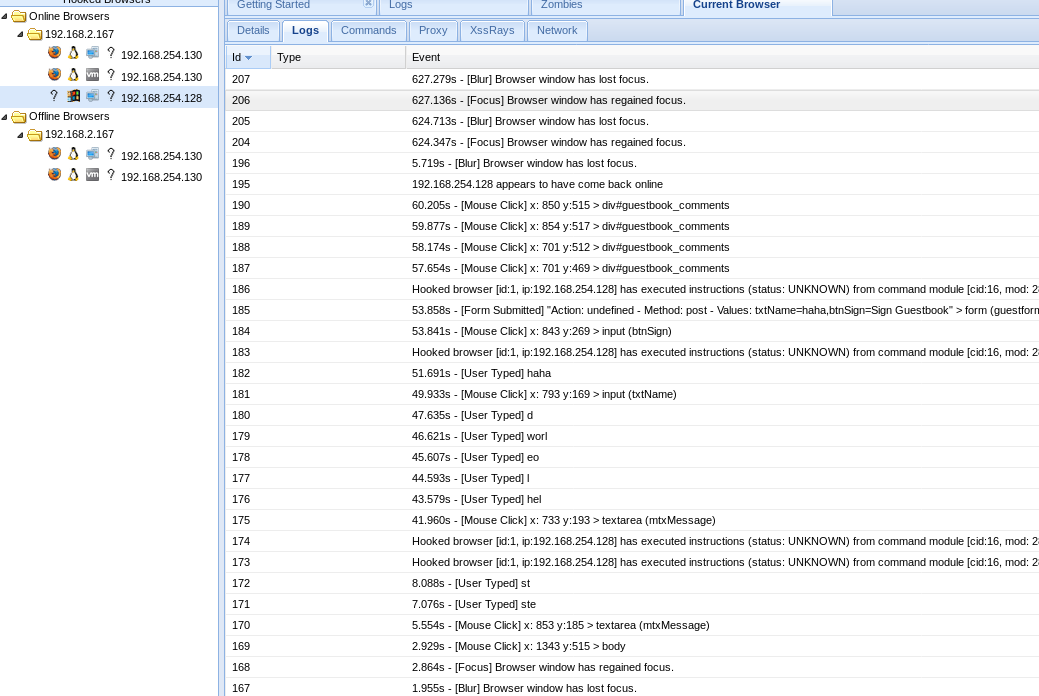 Hooked Browsers
Online Browsers
192.168.2.167
192.168.254.130
192.168.254.130
192.168.254.128
Offline Browsers
192.168.2.167
192.168.254.130
192.168.254.130
Getting Started Logs Zombies Current Browser
Details Logs Commands Proxy XssRays Network
Id Type Event
207 627.279s - [Blur] Browser window has lost focus.
206 627.136s - [Focus] Browser window has regained focus.
205 624.713s - [Blur] Browser window has lost focus.
204 624.347s - [Focus] Browser window has regained focus.
196 5.719s - [Blur] Browser window has lost focus.
195 192.168.254.128 appears to have come back online
190 60.205s - [Mouse Click] x: 850 y:515 > div#guestbook_comments
189 59.877s - [Mouse Click] x: 854 y:517 > div#guestbook_comments
188 58.174s - [Mouse Click] x: 701 y:512 > div#guestbook_comments
187 57.654s - [Mouse Click] x: 701 y:469 > div#guestbook_comments
186 Hooked browser [id:1, ip:192.168.254.128] has executed instructions (status: UNKNOWN) from command module [cid:16, mod: 2
185 53.858s - [Form Submitted] "Action: undefined - Method: post - Values: txtName=haha,btnSign=Sign Guestbook" > form (guestform
184 53.841s - [Mouse Click] x: 843 y:269 > input (btnSign)
183 Hooked browser [id:1, ip:192.168.254.128] has executed instructions (status: UNKNOWN) from command module [cid:16, mod: 2
182 51.691s - [User Typed] haha
181 49.933s - [Mouse Click] x: 793 y:169 > input (txtName)
180 47.635s - [User Typed] d
179 46.621s - [User Typed] worl
178 45.607s - [User Typed] eo
177 44.593s - [User Typed] l
176 43.579s - [User Typed] hel
175 41.960s - [Mouse Click] x: 733 y:193 > textarea (mtxMessage)
174 Hooked browser [id:1, ip:192.168.254.128] has executed instructions (status: UNKNOWN) from command module [cid:16, mod: 2
173 Hooked browser [id:1, ip:192.168.254.128] has executed instructions (status: UNKNOWN) from command module [cid:16, mod: 2
172 8.088s - [User Typed] st
171 7.076s - [User Typed] ste
170 5.554s - [Mouse Click] x: 853 y:185 > textarea (mtxMessage)
169 2.929s - [Mouse Click] x: 1343 y:515 > body
168 2.864s - [Focus] Browser window has regained focus.
167 1.955s - [Blur] Browser window has lost focus.